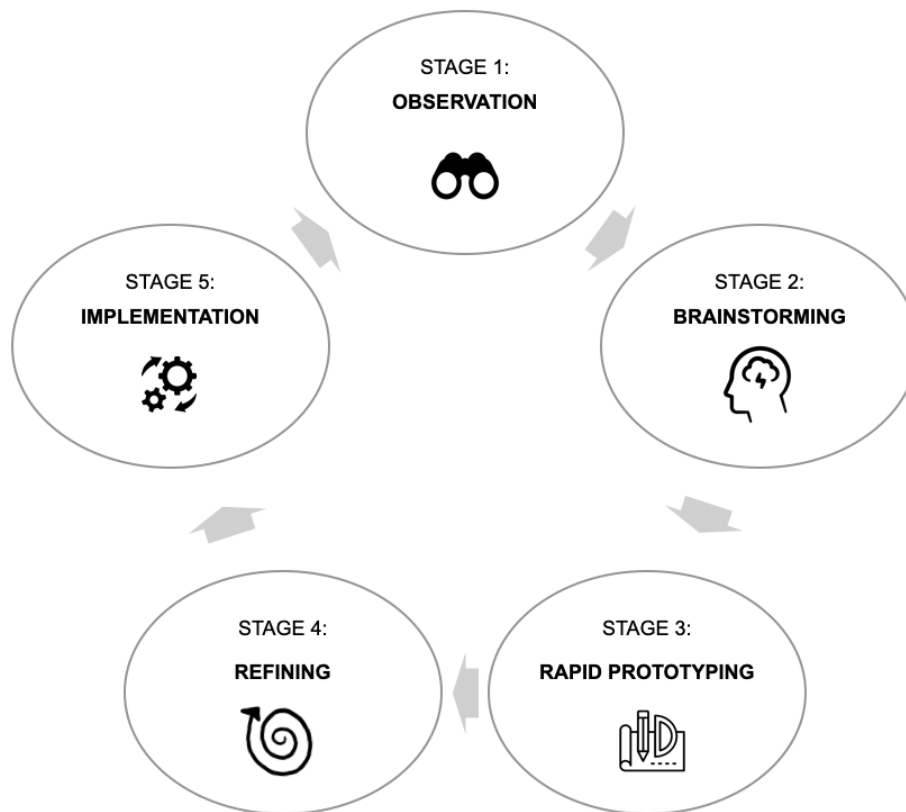 STAGE 1:
OBSERVATION
STAGE 2:
BRAINSTORMING
STAGE 3:
RAPID PROTOTYPING
STAGE 4:
REFINING
STAGE 5:
IMPLEMENTATION